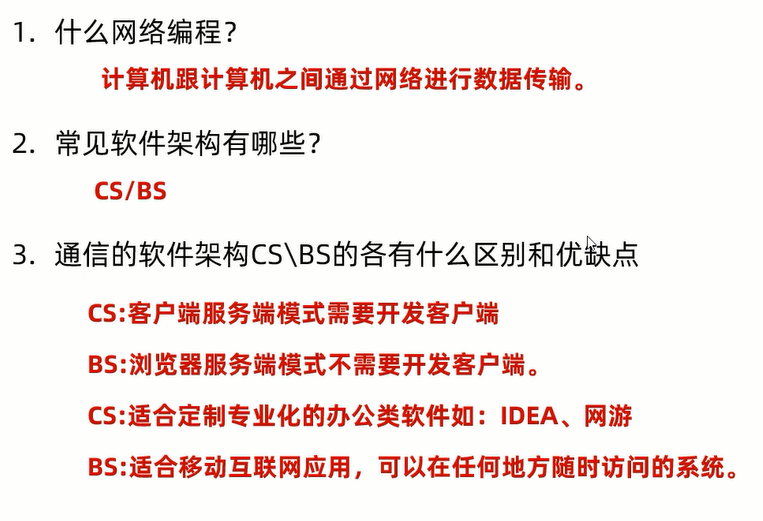 1. 什么网络编程?
计算机跟计算机之间通过网络进行数据传输。
2. 常见软件架构有哪些?
CS/BS
3. 通信的软件架构CS\BS的各有什么区别和优缺点
CS:客户端服务端模式需要开发客户端
BS:浏览器服务端模式不需要开发客户端。
CS:适合定制专业化的办公类软件如：IDEA、网游
BS:适合移动互联网应用，可以在任何地方随时访问的系统。